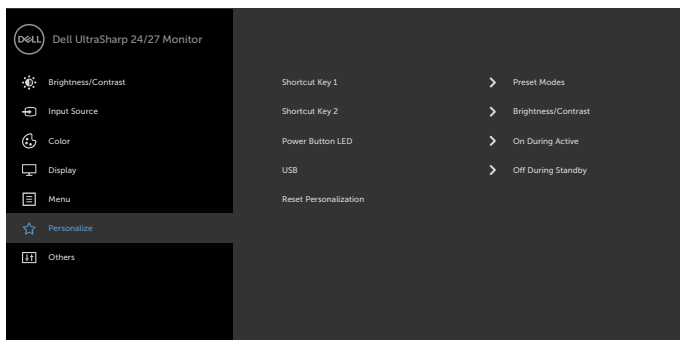 DELL Dell UltraSharp 24/27 Monitor
Brightness/Contrast
Input Source
Color
Display
Menu
Personalize
Others
Shortcut Key 1 Preset Modes
Shortcut Key 2 Brightness/Contrast
Power Button LED On During Active
USB Off During Standby
Reset Personalization